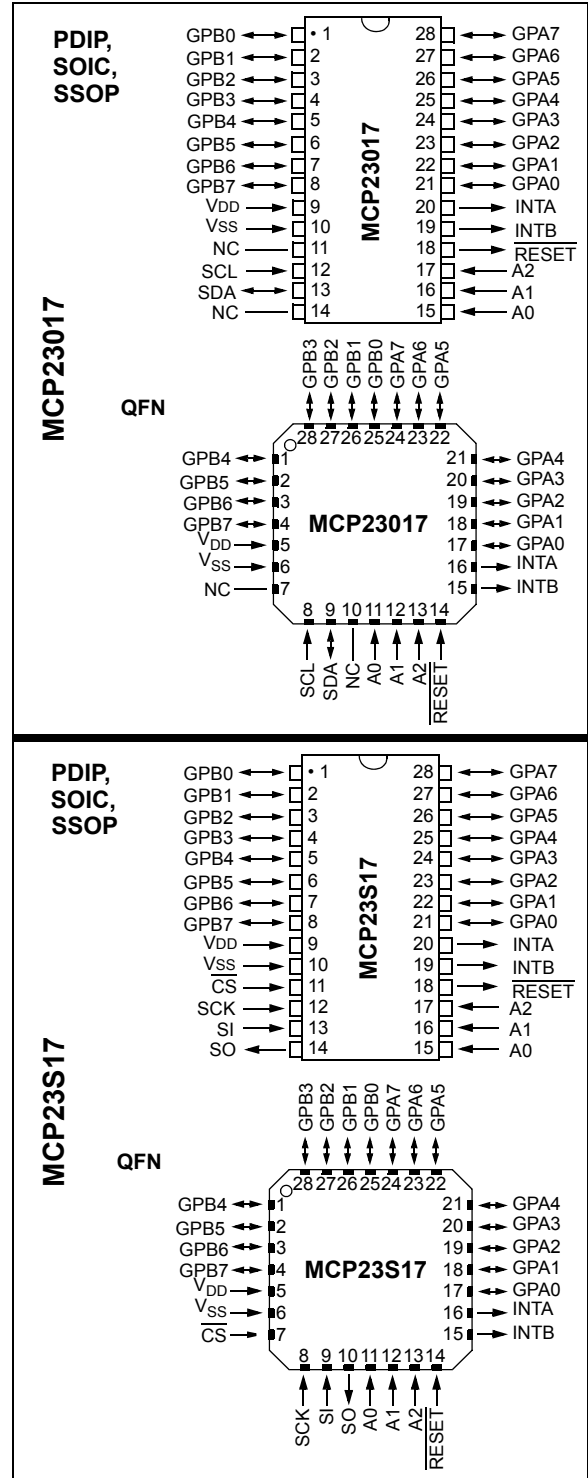 PDIP,
SOIC,
SSOP
MCP23017
GPB0 • 1 28 GPA7
GPB1 2 27 GPA6
GPB2 3 26 GPA5
GPB3 4 25 GPA4
GPB4 5 24 GPA3
GPB5 6 23 GPA2
GPB6 7 22 GPA1
GPB7 8 21 GPA0
VDD 9 20 INTA
VSS 10 19 INTB
NC 11 18 RESET
SCL 12 17 A2
SDA 13 16 A1
NC 14 15 A0
MCP23017
QFN
GPB3 GPB2 GPB1 GPB0 GPA7 GPA6 GPA5
28 27 26 25 24 23 22
GPB4 1 21 GPA4
GPB5 2 20 GPA3
GPB6 3 19 GPA2
GPB7 4 18 GPA1
VDD 5 17 GPA0
VSS 6 16 INTA
NC 7 15 INTB
MCP23017
8 9 10 11 12 13 14
SCL SDA NC A0 A1 A2 RESET
PDIP,
SOIC,
SSOP
MCP23S17
GPB0 • 1 28 GPA7
GPB1 2 27 GPA6
GPB2 3 26 GPA5
GPB3 4 25 GPA4
GPB4 5 24 GPA3
GPB5 6 23 GPA2
GPB6 7 22 GPA1
GPB7 8 21 GPA0
VDD 9 20 INTA
VSS 10 19 INTB
CS 11 18 RESET
SCK 12 17 A2
SI 13 16 A1
SO 14 15 A0
MCP23S17
QFN
GPB3 GPB2 GPB1 GPB0 GPA7 GPA6 GPA5
28 27 26 25 24 23 22
GPB4 1 21 GPA4
GPB5 2 20 GPA3
GPB6 3 19 GPA2
GPB7 4 18 GPA1
VDD 5 17 GPA0
VSS 6 16 INTA
CS 7 15 INTB
MCP23S17
8 9 10 11 12 13 14
SCK SI SO A0 A1 A2 RESET